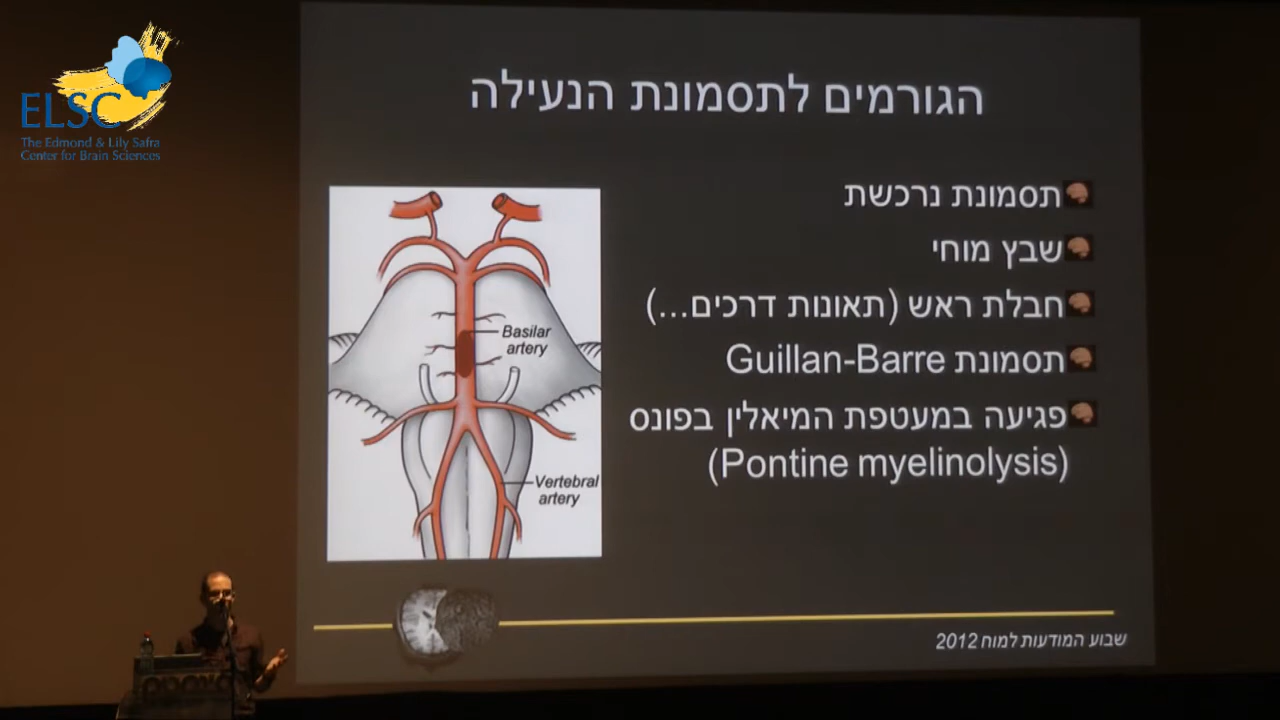 ELSC
The Edmond & Lily Safra
Center for Brain Sciences
הגורמים לתסמונת הנעילה
תסמונת נרכשת
שבץ מוחי
חבלת ראש (תאונות דרכים...)
תסמונת Guillan-Barre
פגיעה במעטפת המיאלין בפונס
(Pontine myelinolysis)
Basilar
artery
Vertebral
artery
שבוע המודעות למוח 2012